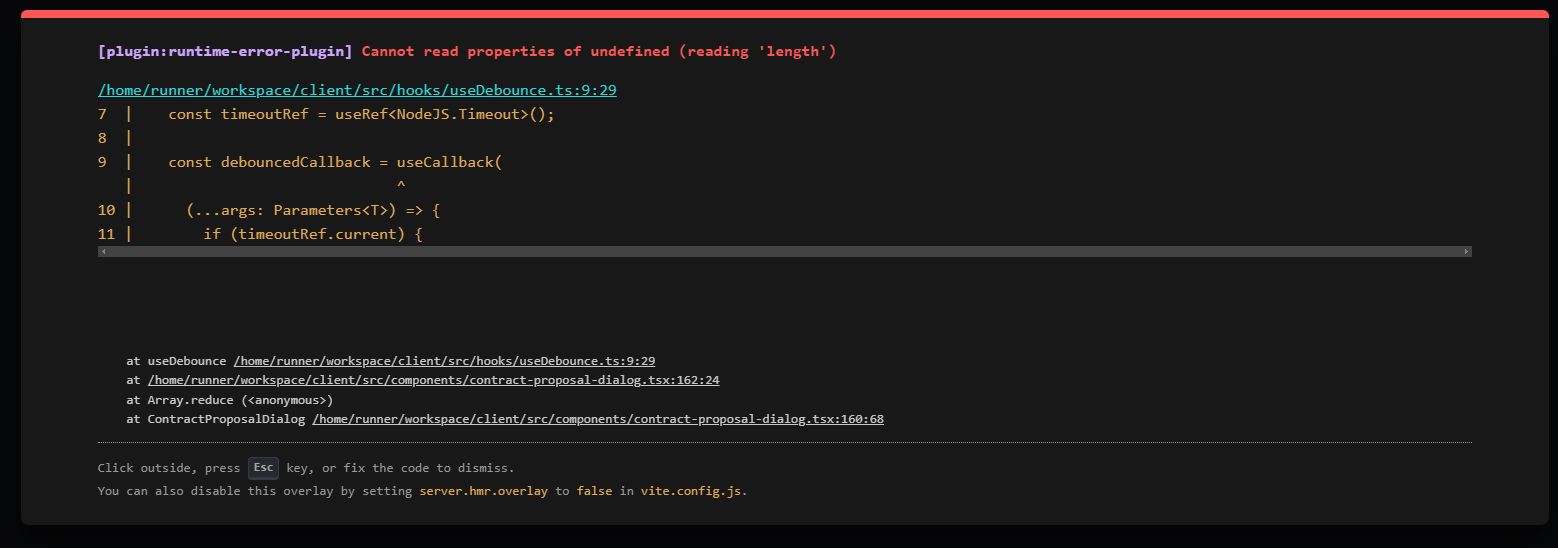 [plugin:runtime-error-plugin] Cannot read properties of undefined (reading 'length')
/home/runner/workspace/client/src/hooks/useDebounce.ts:9:29
7  |    const timeoutRef = useRef<NodeJS.Timeout>();
8  |
9  |    const debouncedCallback = useCallback(
   |                              ^
10 |      (...args: Parameters<T>) => {
11 |        if (timeoutRef.current) {
at useDebounce /home/runner/workspace/client/src/hooks/useDebounce.ts:9:29
at /home/runner/workspace/client/src/components/contract-proposal-dialog.tsx:162:24
at Array.reduce (<anonymous>)
at ContractProposalDialog /home/runner/workspace/client/src/components/contract-proposal-dialog.tsx:160:68
Click outside, press Esc key, or fix the code to dismiss.
You can also disable this overlay by setting server.hmr.overlay to false in vite.config.js.